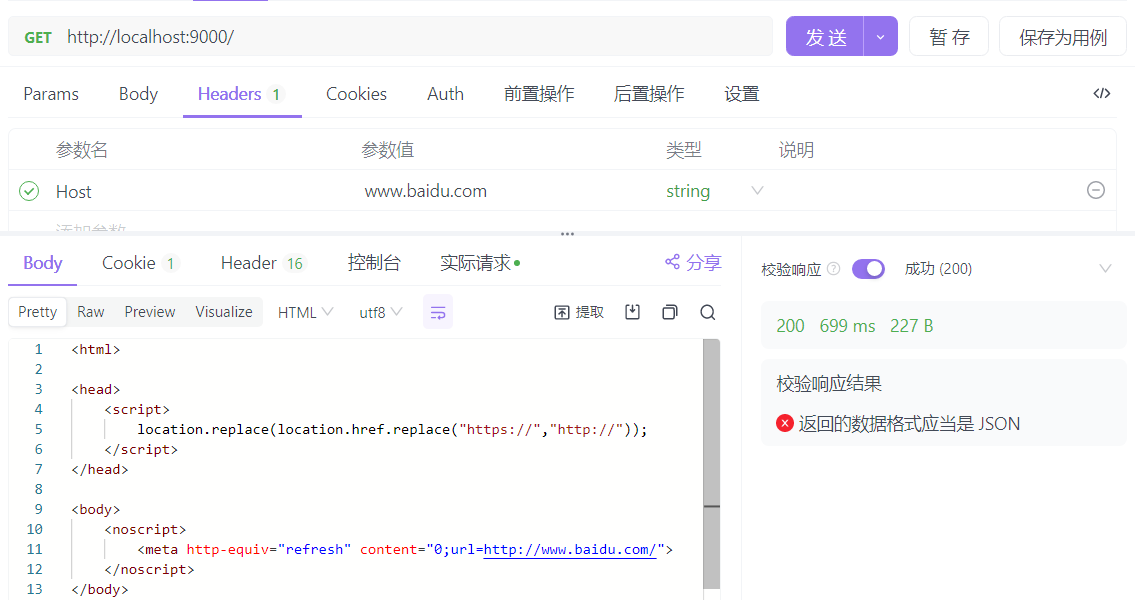 GET http://localhost:9000/ 发 送 暂 存 保存为用例
Params Body Headers 1 Cookies Auth 前置操作 后置操作 设置 </>
参数名 参数值 类型 说明
Host www.baidu.com string
添加参数
Body Cookie 1 Header 16 控制台 实际请求 分享
校验响应 ? 成功 (200)
Pretty Raw Preview Visualize HTML utf8 提取
200 699 ms 227 B
校验响应结果
返回的数据格式应当是 JSON
1 <html>
2
3 <head>
4 <script>
5 location.replace(location.href.replace("https://","http://"));
6 </script>
7 </head>
8
9 <body>
10 <noscript>
11 <meta http-equiv="refresh" content="0;url=http://www.baidu.com/">
12 </noscript>
13 </body>